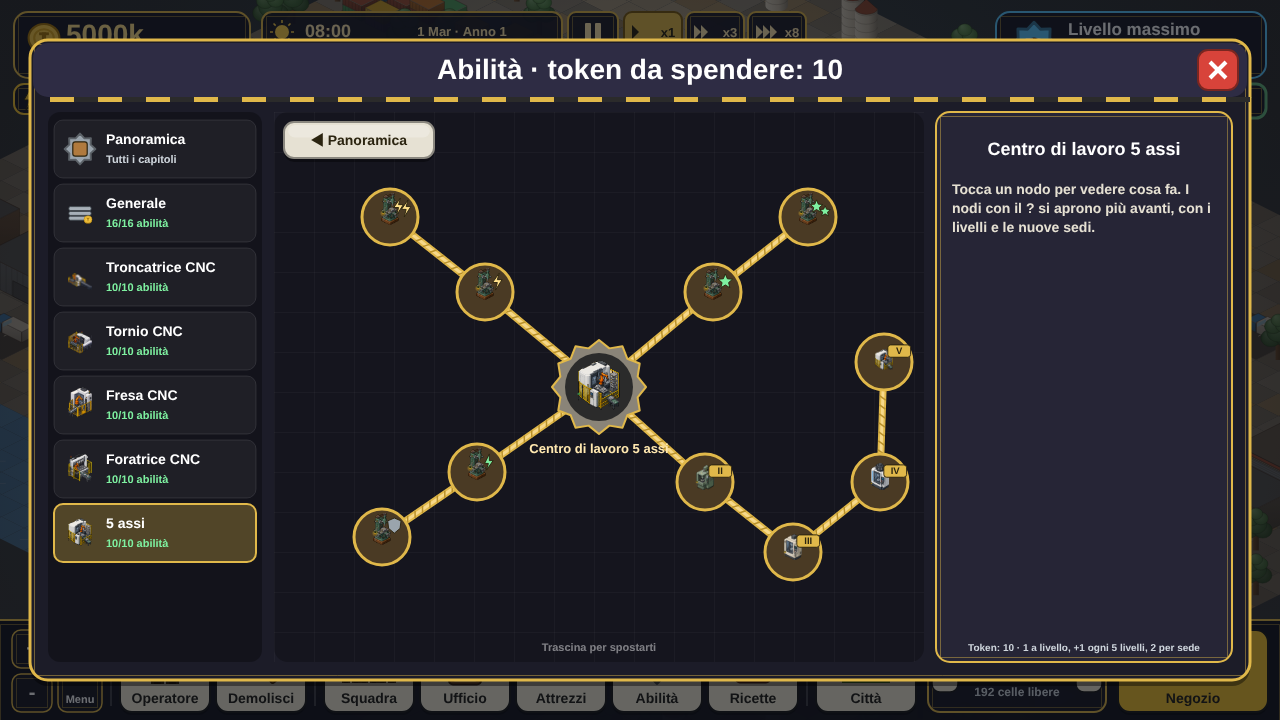 5000k
08:00
1 Mar · Anno 1
x1
x3
x8
Livello massimo
Abilità · token da spendere: 10
Panoramica
Tutti i capitoli
Generale
16/16 abilità
Troncatrice CNC
10/10 abilità
Tornio CNC
10/10 abilità
Fresa CNC
10/10 abilità
Foratrice CNC
10/10 abilità
5 assi
10/10 abilità
Panoramica
V
Centro di lavoro 5 assi
II
IV
III
Trascina per spostarti
Centro di lavoro 5 assi
Tocca un nodo per vedere cosa fa. I
nodi con il ? si aprono più avanti, con i
livelli e le nuove sedi.
Token: 10 · 1 a livello, +1 ogni 5 livelli, 2 per sede
-
Menu
Operatore
Demolisci
Squadra
Ufficio
Attrezzi
Abilità
Ricette
Città
192 celle libere
Negozio